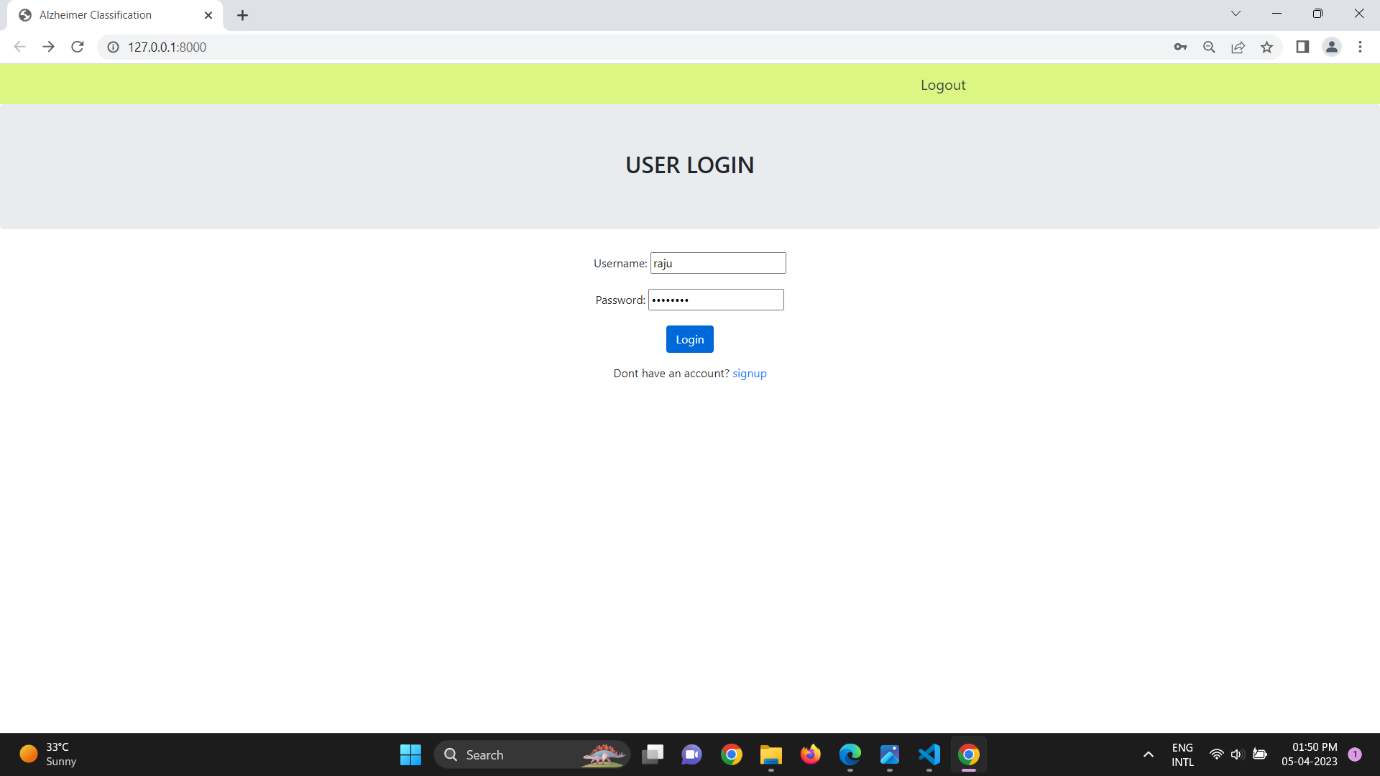 Alzheimer Classification
127.0.0.1:8000
Logout
USER LOGIN
Username: raju
Password: ••••••••
Login
Dont have an account? signup
33°C
Sunny
Search
ENG
INTL
01:50 PM
05-04-2023
1